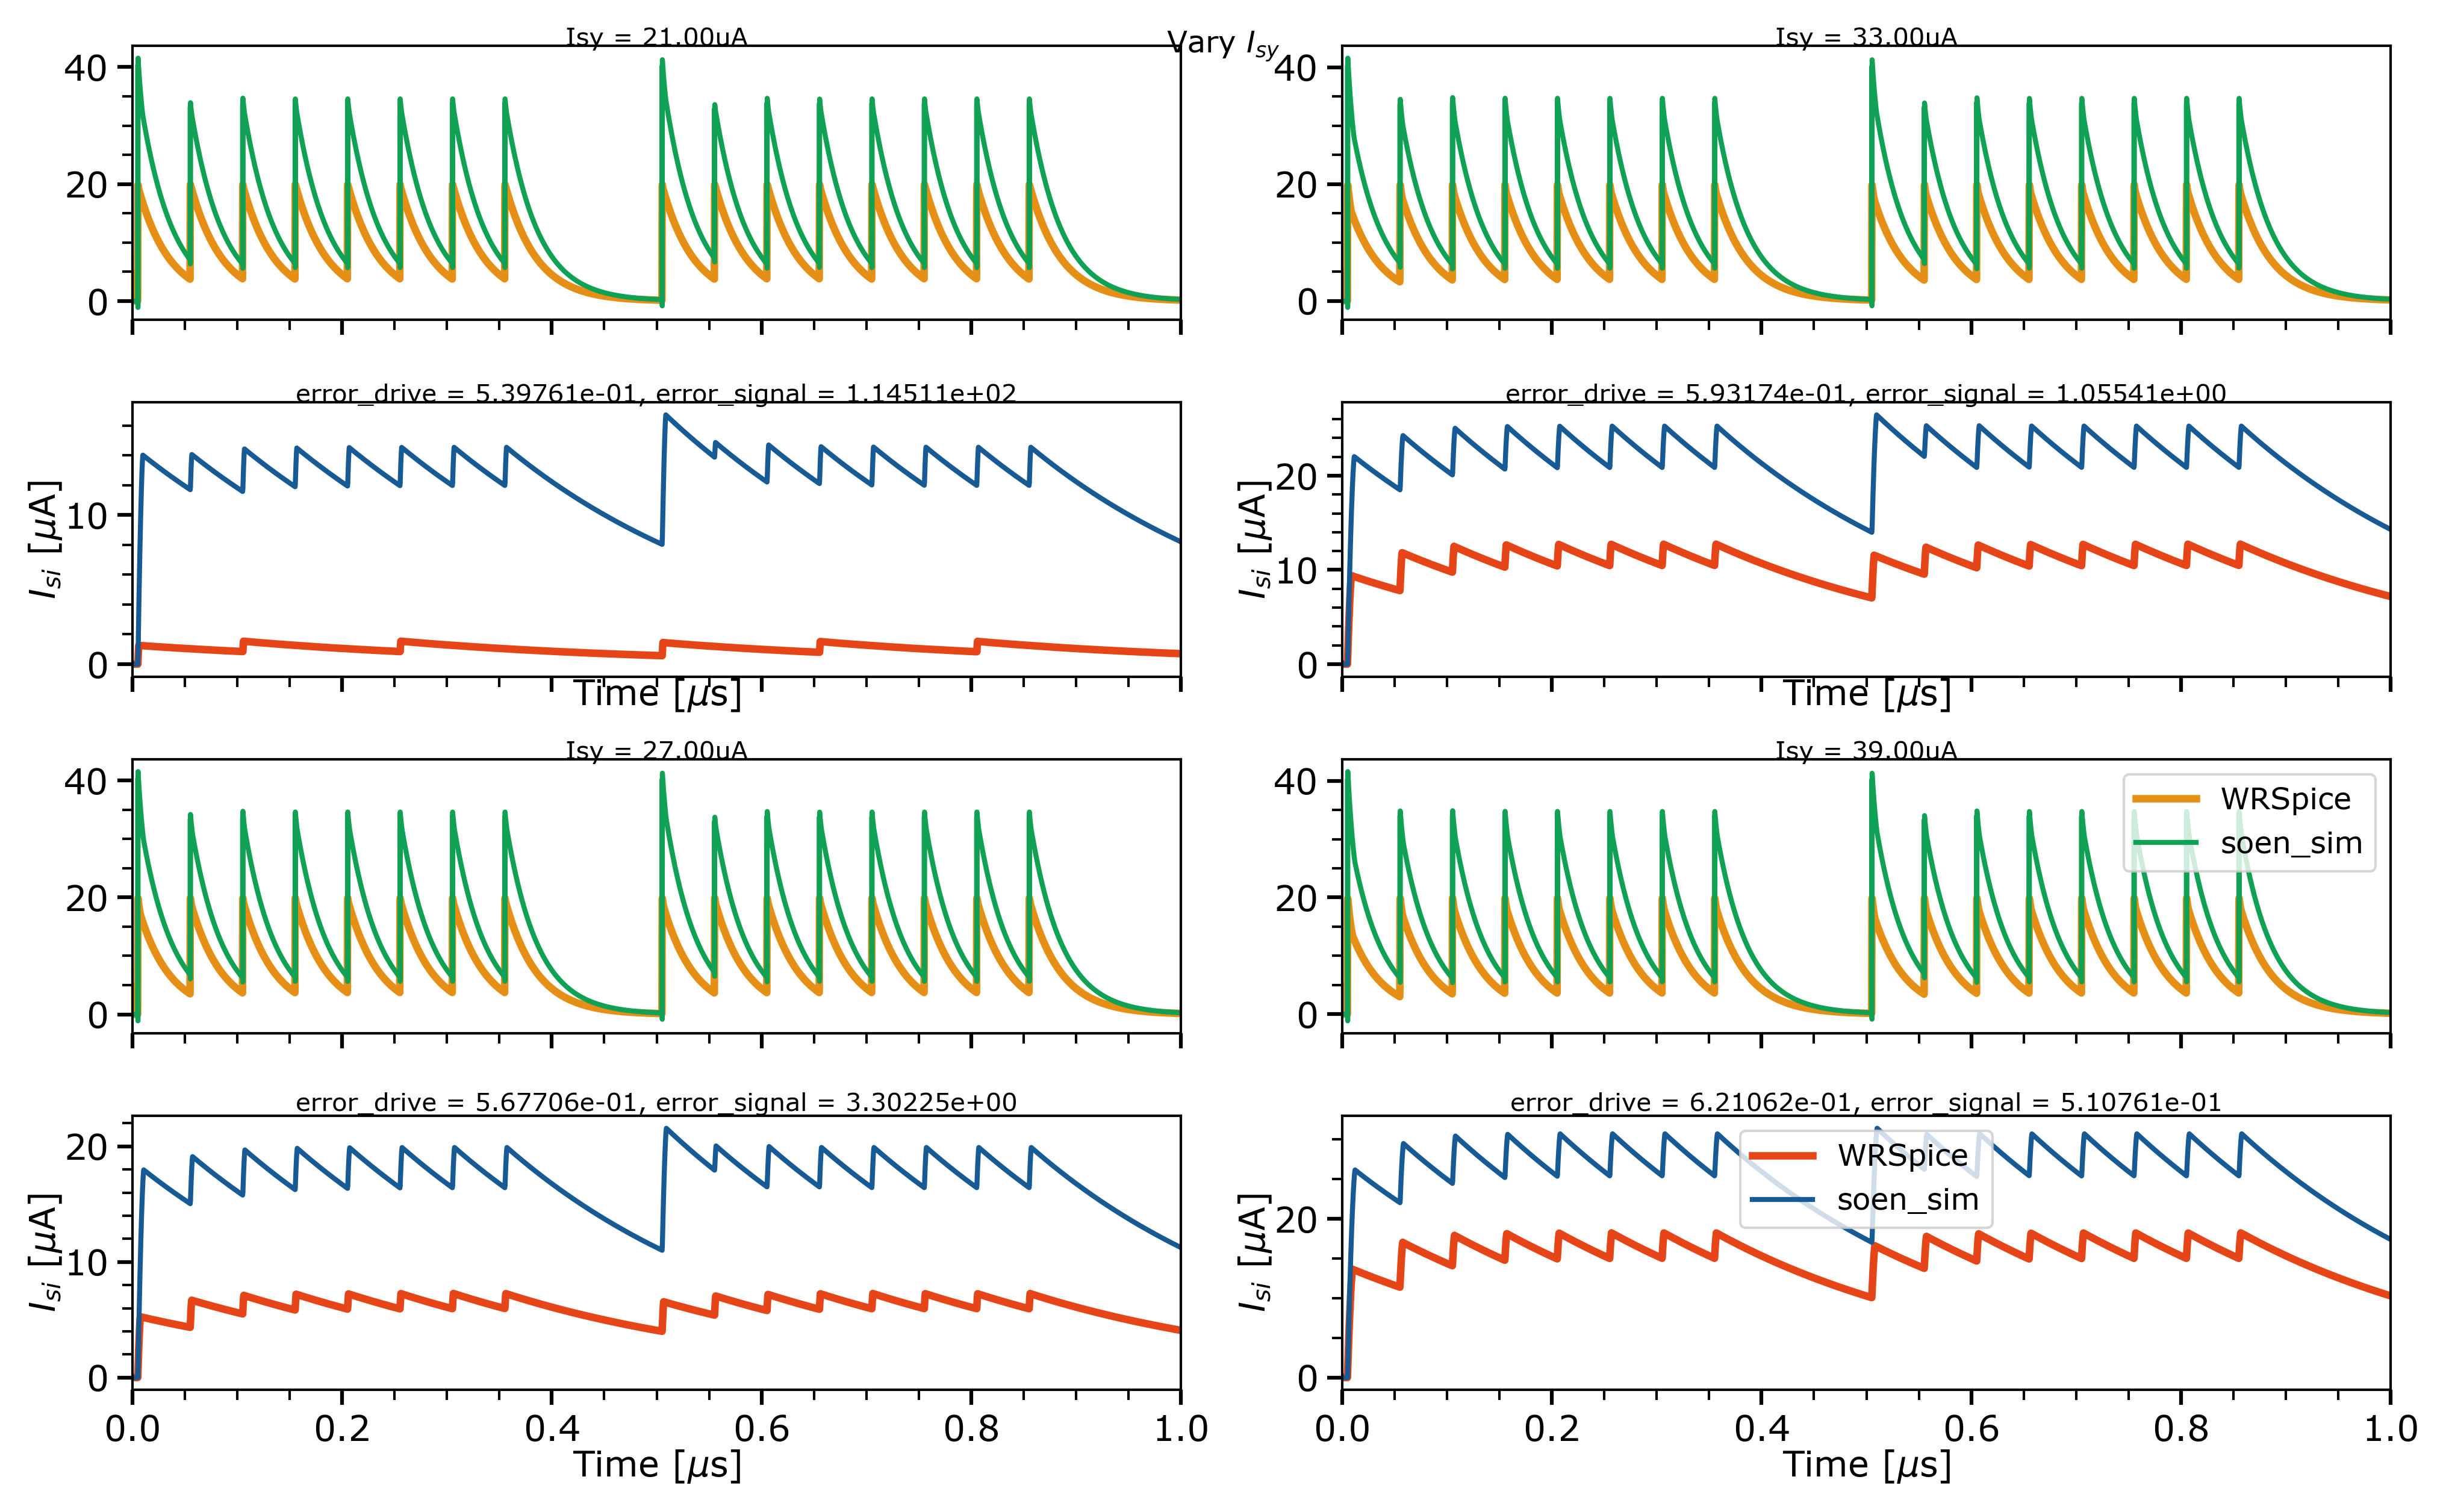 Vary Isy
Isy = 21.00uA
40
20
0
Isy = 33.00uA
40
20
0
error_drive = 5.39761e-01, error_signal = 1.14511e+02
Isi [μA]
10
0
Time [μs]
error_drive = 5.93174e-01, error_signal = 1.05541e+00
Isi [μA]
20
10
0
Time [μs]
Isy = 27.00uA
40
20
0
Isy = 39.00uA
40
20
0
WRSpice
soen_sim
error_drive = 5.67706e-01, error_signal = 3.30225e+00
Isi [μA]
20
10
0
0.0 0.2 0.4 0.6 0.8 1.0
Time [μs]
error_drive = 6.21062e-01, error_signal = 5.10761e-01
Isi [μA]
20
0
WRSpice
soen_sim
0.0 0.2 0.4 0.6 0.8 1.0
Time [μs]